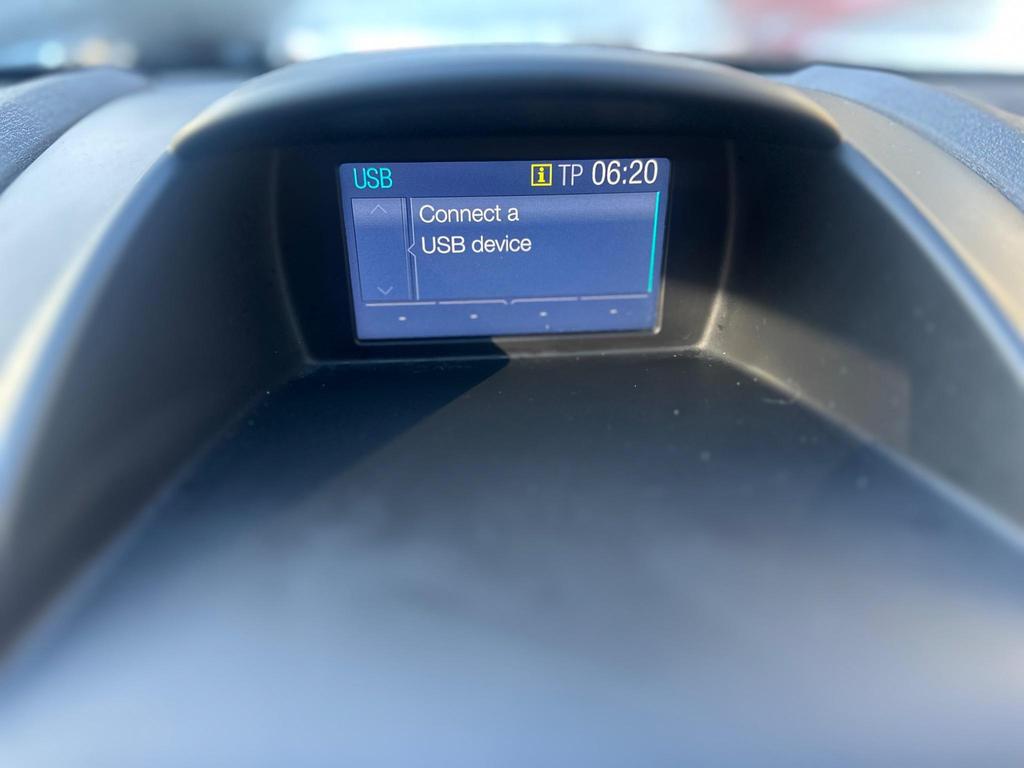 USB i TP 06:20
Connect a
USB device